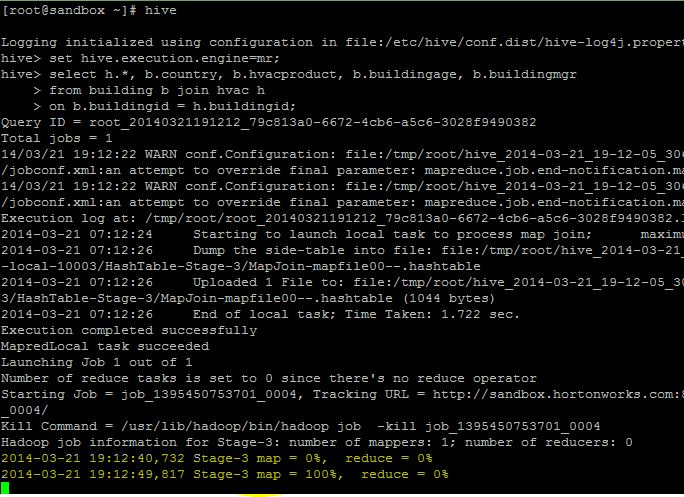 [root@sandbox ~]# hive
Logging initialized using configuration in file:/etc/hive/conf.dist/hive-log4j.propert
hive> set hive.execution.engine=mr;
hive> select h.*, b.country, b.hvacproduct, b.buildingage, b.buildingmgr
> from building b join hvac h
> on b.buildingid = h.buildingid;
Query ID = root_20140321191212_79c813a0-6672-4cb6-a5c6-3028f9490382
Total jobs = 1
14/03/21 19:12:22 WARN conf.Configuration: file:/tmp/root/hive_2014-03-21_19-12-05_306
/jobconf.xml:an attempt to override final parameter: mapreduce.job.end-notification.ma
14/03/21 19:12:22 WARN conf.Configuration: file:/tmp/root/hive_2014-03-21_19-12-05_306
/jobconf.xml:an attempt to override final parameter: mapreduce.job.end-notification.ma
Execution log at: /tmp/root/root_20140321191212_79c813a0-6672-4cb6-a5c6-3028f9490382.l
2014-03-21 07:12:24 Starting to launch local task to process map join; maximu
2014-03-21 07:12:26 Dump the side-table into file: file:/tmp/root/hive_2014-03-21
-local-10003/HashTable-Stage-3/MapJoin-mapfile00--.hashtable
2014-03-21 07:12:26 Uploaded 1 File to: file:/tmp/root/hive_2014-03-21_19-12-05_30
3/HashTable-Stage-3/MapJoin-mapfile00--.hashtable (1044 bytes)
2014-03-21 07:12:26 End of local task; Time Taken: 1.722 sec.
Execution completed successfully
MapredLocal task succeeded
Launching Job 1 out of 1
Number of reduce tasks is set to 0 since there's no reduce operator
Starting Job = job_1395450753701_0004, Tracking URL = http://sandbox.hortonworks.com:8
_0004/
Kill Command = /usr/lib/hadoop/bin/hadoop job -kill job_1395450753701_0004
Hadoop job information for Stage-3: number of mappers: 1; number of reducers: 0
2014-03-21 19:12:40,732 Stage-3 map = 0%, reduce = 0%
2014-03-21 19:12:49,817 Stage-3 map = 100%, reduce = 0%